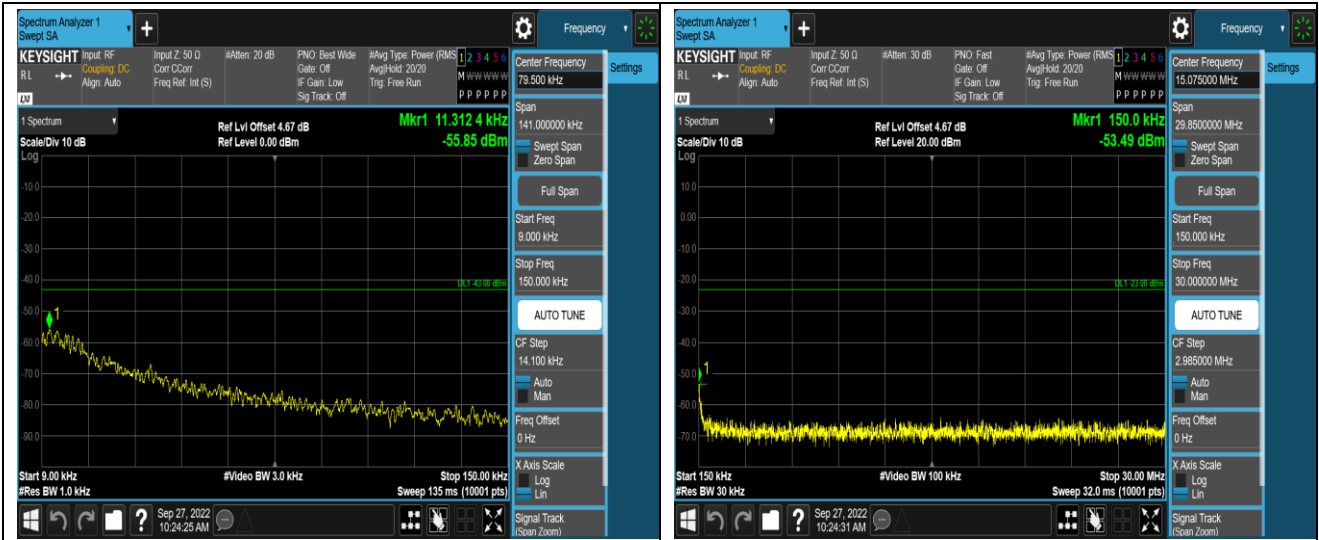 Spectrum Analyzer 1
Swept SA
+
Frequency
KEYSIGHT
RL
Input: RF
Coupling: DC
Align: Auto
Input Z: 50 Ω
Corr CCorr
Freq Ref: Int (S)
#Atten: 20 dB
PNO: Best Wide
Gate: Off
IF Gain: Low
Sig Track: Off
#Avg Type: Power (RMS
Avg|Hold: 20/20
Trig: Free Run
1 2 3 4 5 6
M W W W W W
P P P P P P
Center Frequency
79.500 kHz
Settings
Span
141.000000 kHz
Swept Span
Zero Span
Full Span
Start Freq
9.000 kHz
Stop Freq
150.000 kHz
AUTO TUNE
CF Step
14.100 kHz
Auto
Man
Freq Offset
0 Hz
X Axis Scale
Log
Lin
Signal Track
(Span Zoom)
1 Spectrum
Scale/Div 10 dB
Log
Ref Lvl Offset 4.67 dB
Ref Level 0.00 dBm
Mkr1 11.312 4 kHz
-55.85 dBm
-10.0
-20.0
-30.0
-40.0
DL1 -43.00 dBm
-50.0
1
-60.0
-70.0
-80.0
-90.0
Start 9.00 kHz
#Res BW 1.0 kHz
#Video BW 3.0 kHz
Stop 150.00 kHz
Sweep 135 ms (10001 pts)
?
Sep 27, 2022
10:24:25 AM
Spectrum Analyzer 1
Swept SA
+
Frequency
KEYSIGHT
RL
Input: RF
Coupling: DC
Align: Auto
Input Z: 50 Ω
Corr CCorr
Freq Ref: Int (S)
#Atten: 30 dB
PNO: Fast
Gate: Off
IF Gain: Low
Sig Track: Off
#Avg Type: Power (RMS
Avg|Hold: 20/20
Trig: Free Run
1 2 3 4 5 6
M W W W W W
P P P P P P
Center Frequency
15.075000 MHz
Settings
Span
29.8500000 MHz
Swept Span
Zero Span
Full Span
Start Freq
150.000 kHz
Stop Freq
30.000000 MHz
AUTO TUNE
CF Step
2.985000 MHz
Auto
Man
Freq Offset
0 Hz
X Axis Scale
Log
Lin
Signal Track
(Span Zoom)
1 Spectrum
Scale/Div 10 dB
Log
Ref Lvl Offset 4.67 dB
Ref Level 20.00 dBm
Mkr1 150.0 kHz
-53.49 dBm
10.0
0.00
-10.0
-20.0
DL1 -23.00 dBm
-30.0
-40.0
-50.0
1
-60.0
-70.0
Start 150 kHz
#Res BW 30 kHz
#Video BW 100 kHz
Stop 30.00 MHz
Sweep 32.0 ms (10001 pts)
?
Sep 27, 2022
10:24:31 AM